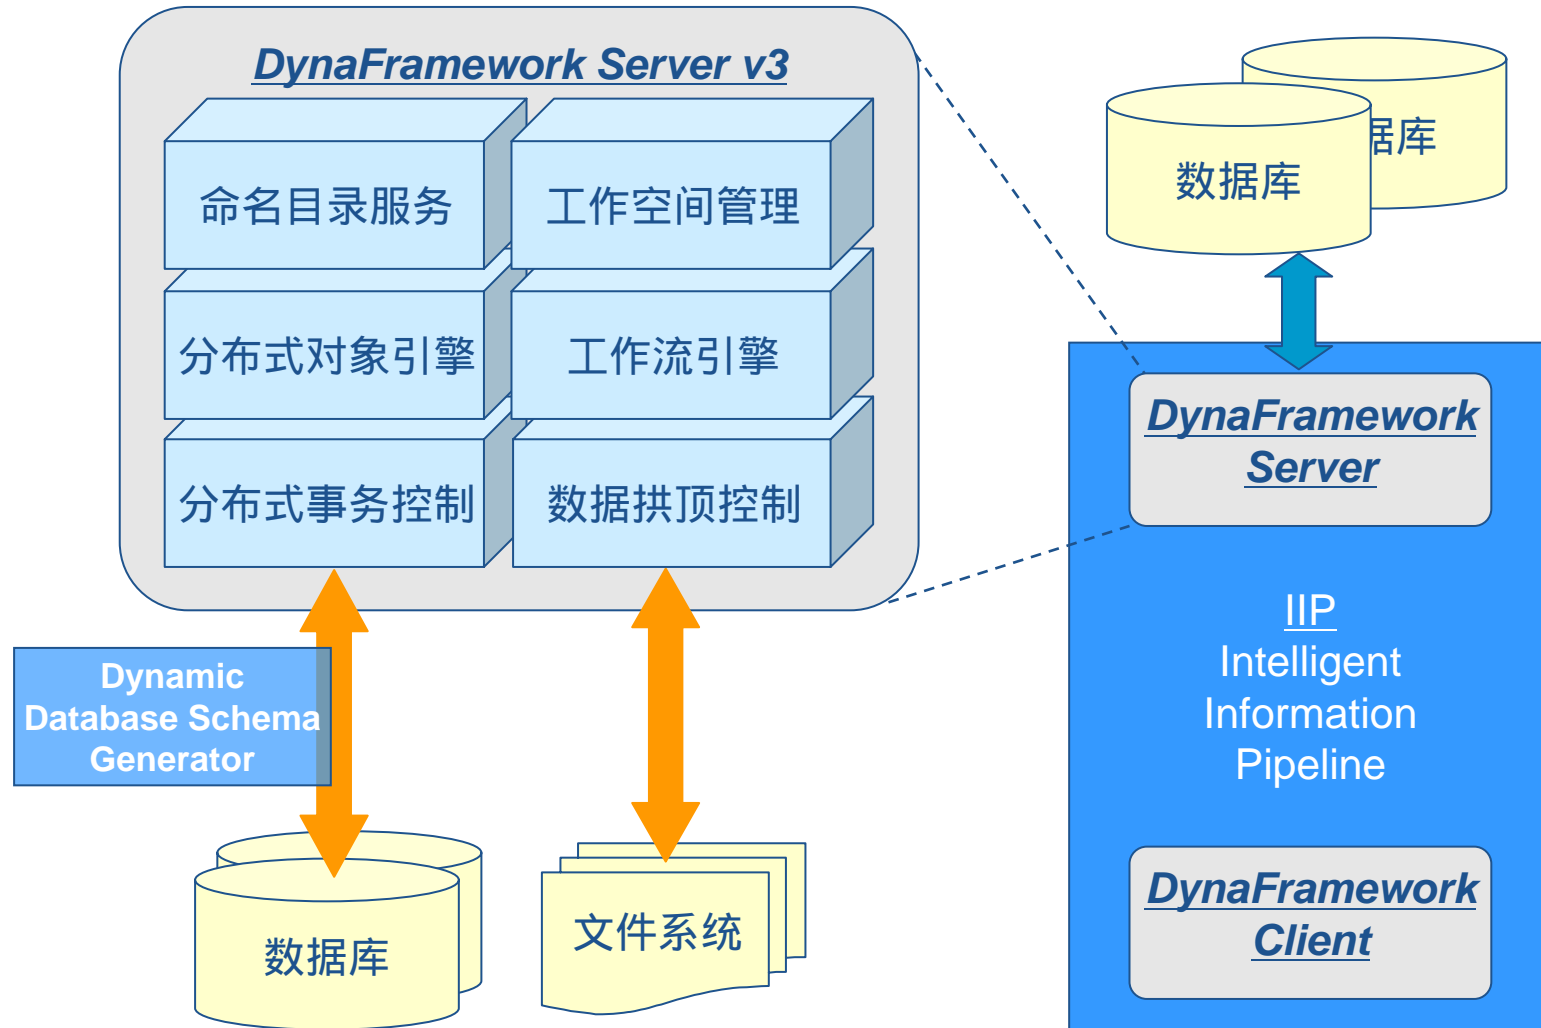 DynaFramework Server v3
命名目录服务
工作空间管理
分布式对象引擎
工作流引擎
分布式事务控制
数据拱顶控制
Dynamic
Database Schema
Generator
数据库
文件系统
据库
数据库
DynaFramework
Server
IIP
Intelligent
Information
Pipeline
DynaFramework
Client